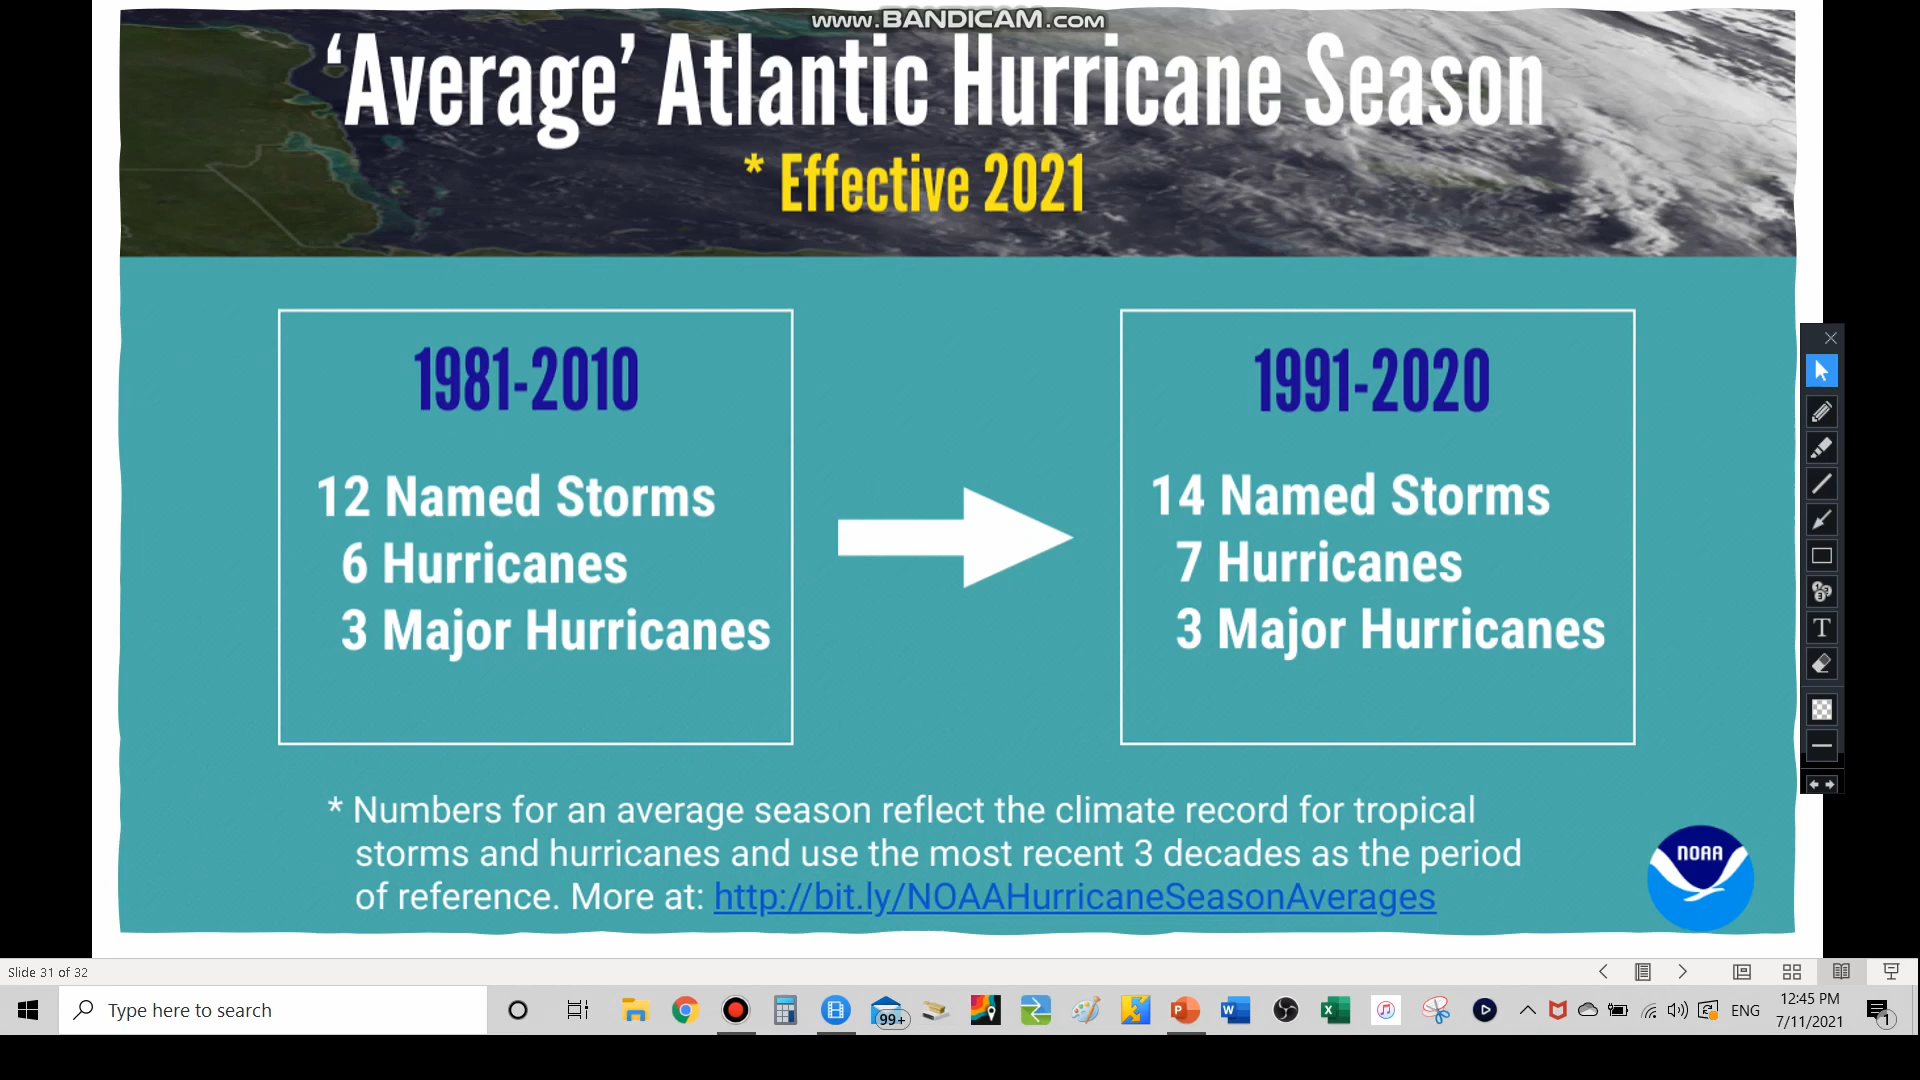 www.BANDICAM.com
‘Average’ Atlantic Hurricane Season
* Effective 2021
1981-2010
12 Named Storms
6 Hurricanes
3 Major Hurricanes
1991-2020
14 Named Storms
7 Hurricanes
3 Major Hurricanes
* Numbers for an average season reflect the climate record for tropical
storms and hurricanes and use the most recent 3 decades as the period
of reference. More at: http://bit.ly/NOAAHurricaneSeasonAverages
NOAA
T
Slide 31 of 32
Type here to search
99+
P
W
X
ENG
12:45 PM
7/11/2021
1